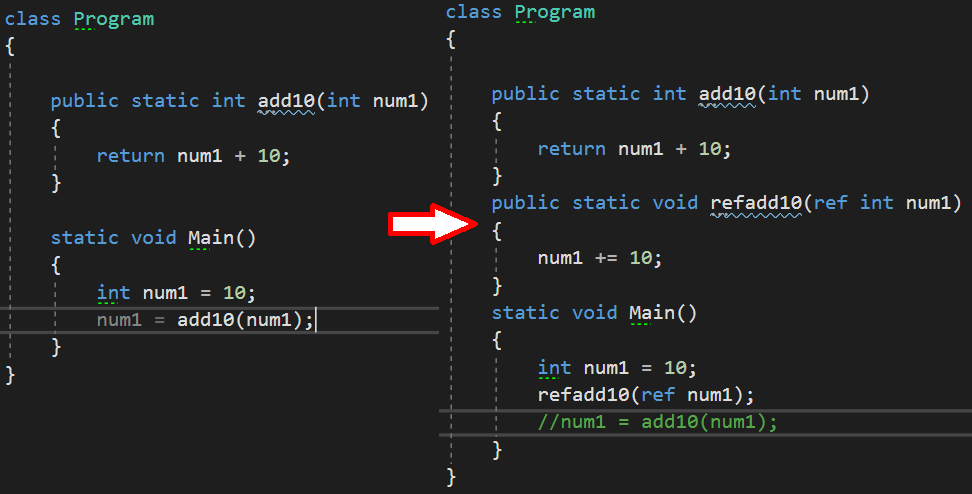 class Program
{
public static int add10(int num1)
{
return num1 + 10;
}
static void Main()
{
int num1 = 10;
num1 = add10(num1);
}
}
class Program
{
public static int add10(int num1)
{
return num1 + 10;
}
public static void refadd10(ref int num1)
{
num1 += 10;
}
static void Main()
{
int num1 = 10;
refadd10(ref num1);
//num1 = add10(num1);
}
}